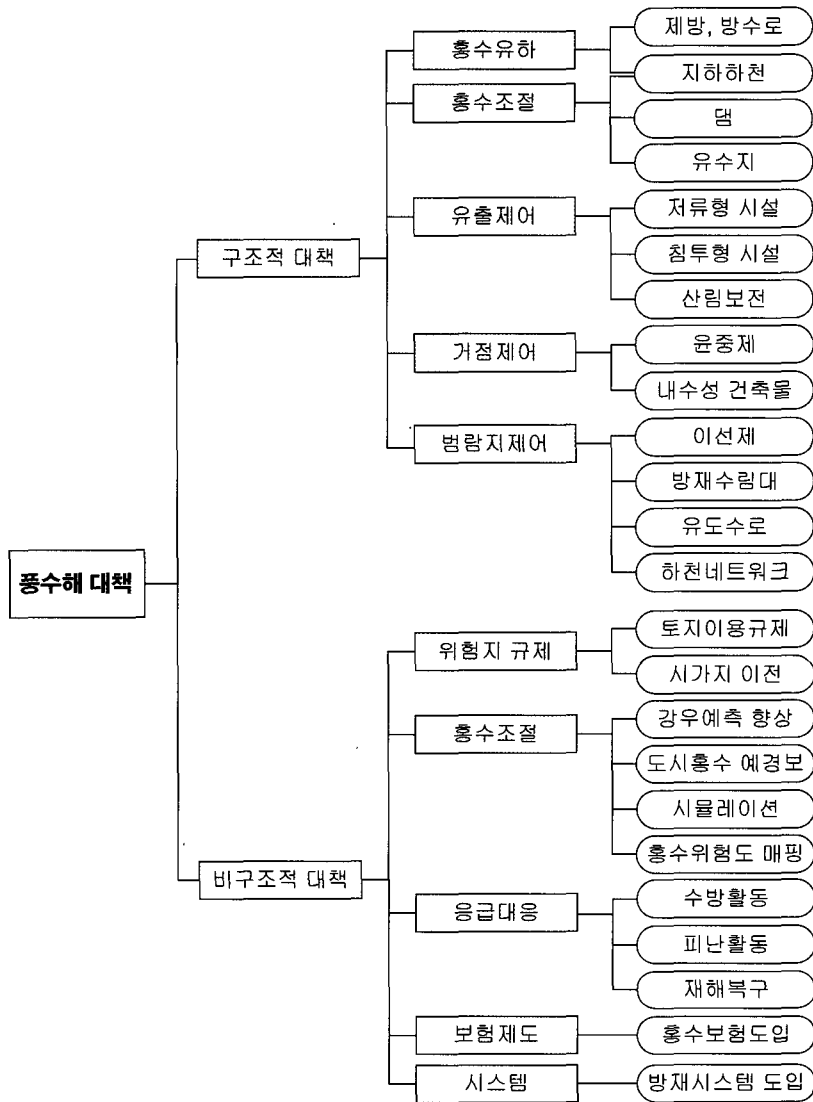 풍수해 대책
구조적 대책
홍수유하
제방, 방수로
지하하천
홍수조절
댐
유수지
유출제어
저류형 시설
침투형 시설
산림보전
거점제어
윤중제
내수성 건축물
범람지제어
이선제
방재수림대
유도수로
하천네트워크
비구조적 대책
위험지 규제
토지이용규제
시가지 이전
홍수조절
강우예측 향상
도시홍수 예경보
시뮬레이션
홍수위험도 매핑
응급대응
수방활동
피난활동
재해복구
보험제도
홍수보험도입
시스템
방재시스템 도입